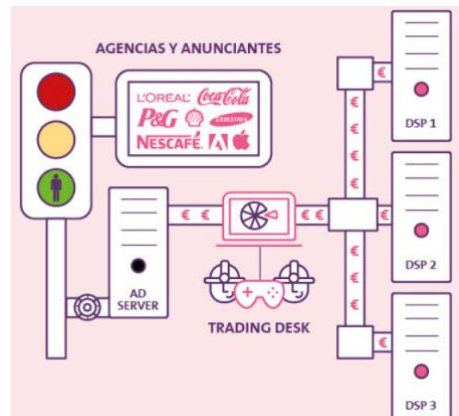 AGENCIAS Y ANUNCIANTES
L'ORÉAL Coca-Cola
P&G SAMSUNG
NESCAFÉ
€
DSP 1
AD
SERVER
€ €
€ €
€
€
€
€
DSP 2
€
€
€
TRADING DESK
€
DSP 3